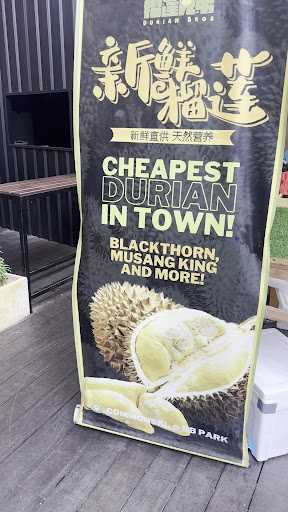 DURIAN BROS
新鲜
榴莲
新鲜直供 天然营养
CHEAPEST
DURIAN
IN TOWN!
BLACKTHORN,
MUSANG KING
AND MORE!
PARK